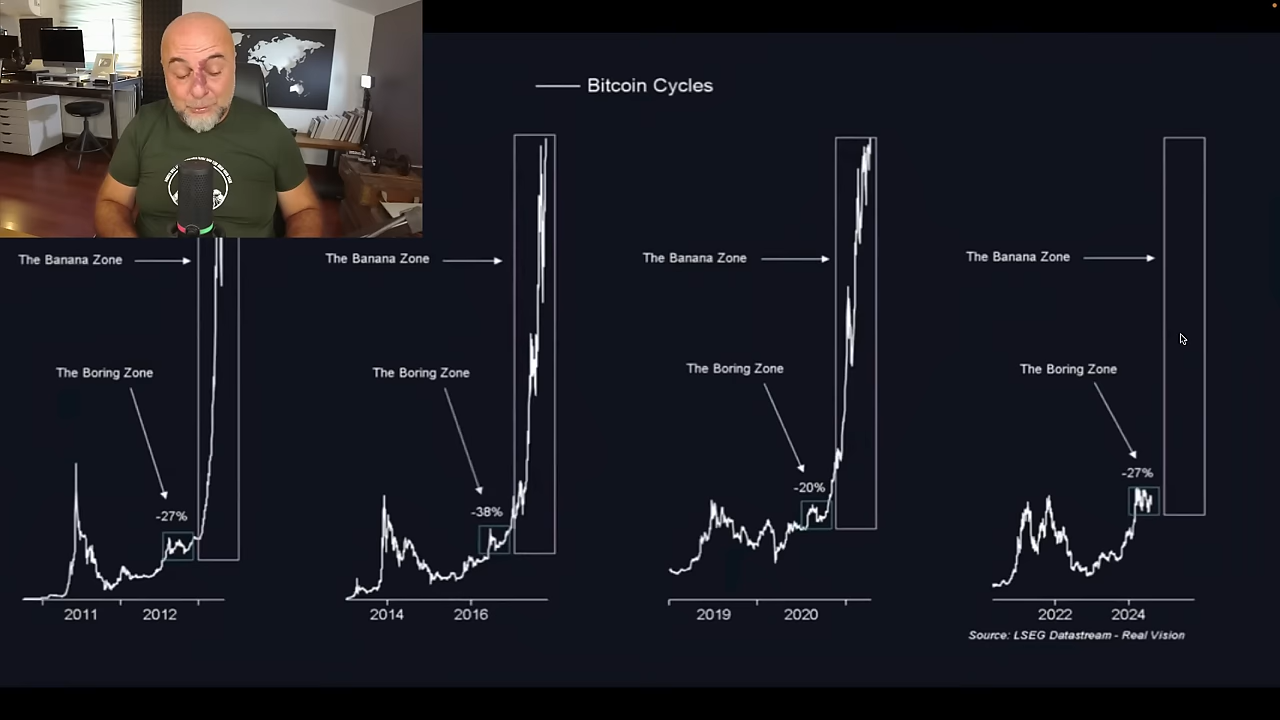 Bitcoin Cycles
The Banana Zone
The Banana Zone
The Banana Zone
The Banana Zone
The Boring Zone
The Boring Zone
The Boring Zone
The Boring Zone
-27%
-38%
-20%
-27%
2011 2012
2014 2016
2019 2020
2022 2024
Source: LSEG Datastream - Real Vision